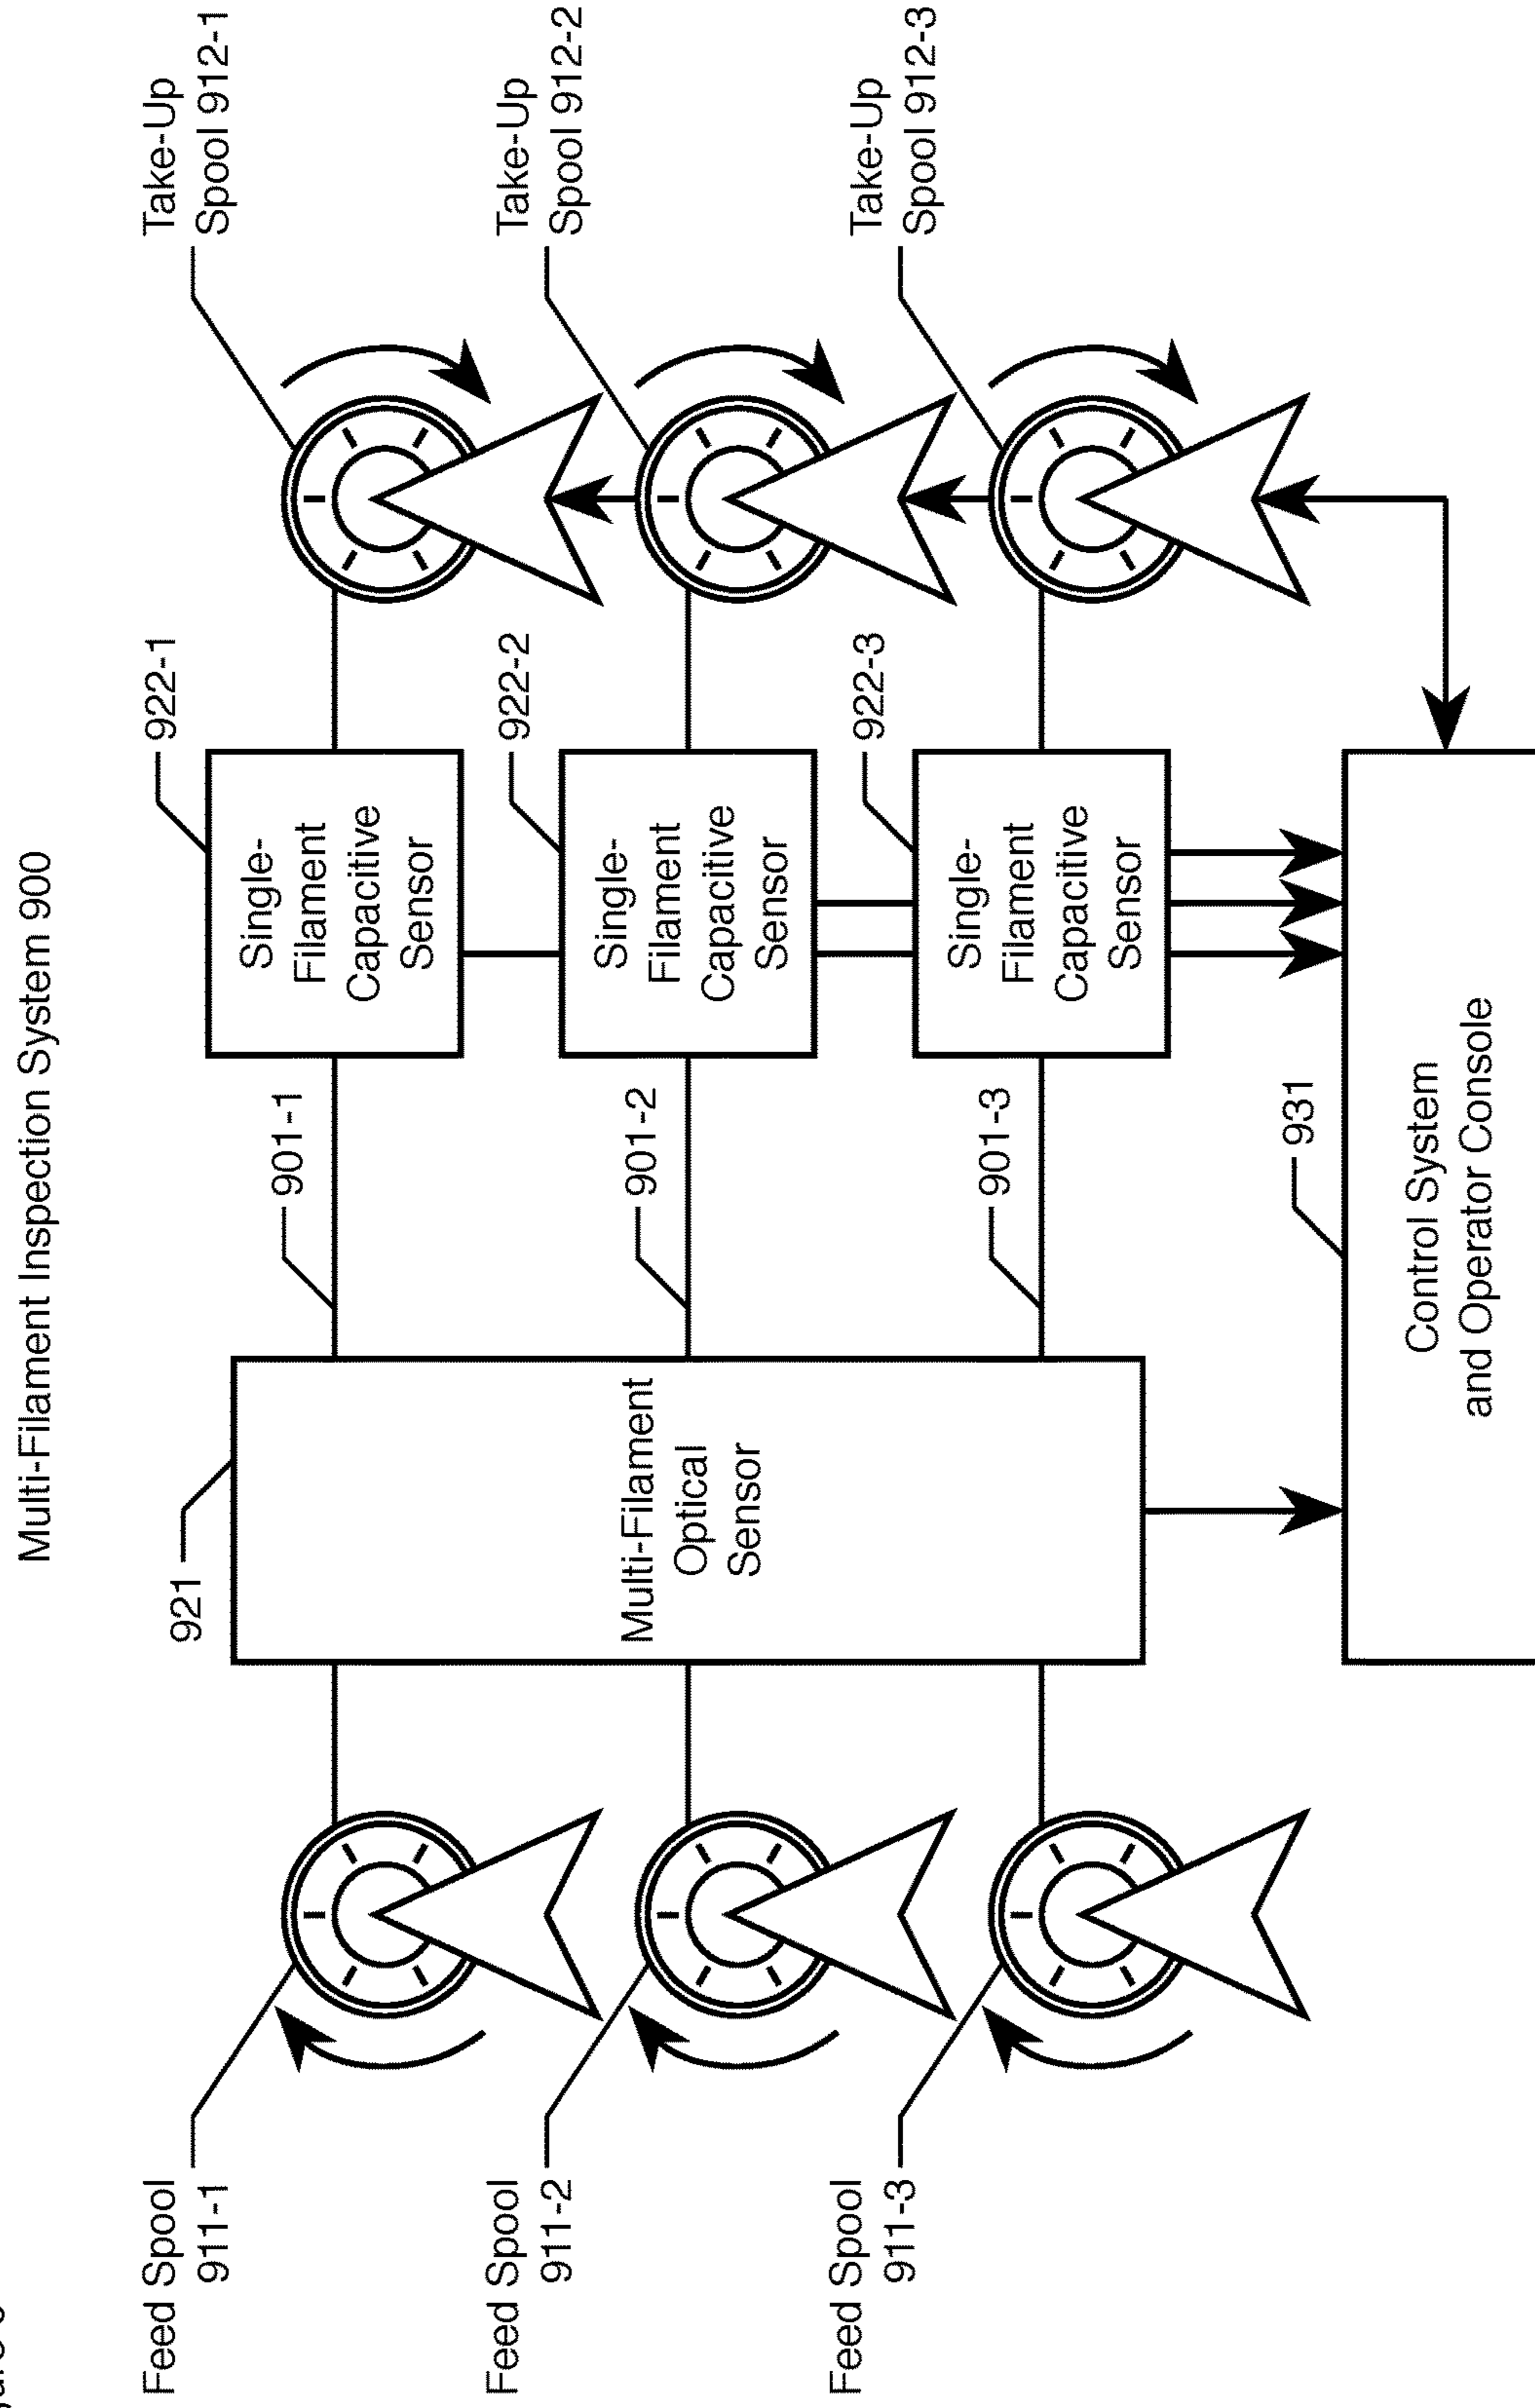 Multi-Filament Inspection System 900
Feed Spool
911-1
921
901-1
922-1
Take-Up
Spool 912-1
Single-
Filament
Capacitive
Sensor
Feed Spool
911-2
Multi-Filament
Optical
Sensor
901-2
922-2
Take-Up
Spool 912-2
Single-
Filament
Capacitive
Sensor
Feed Spool
911-3
901-3
922-3
Take-Up
Spool 912-3
Single-
Filament
Capacitive
Sensor
931
Control System
and Operator Console